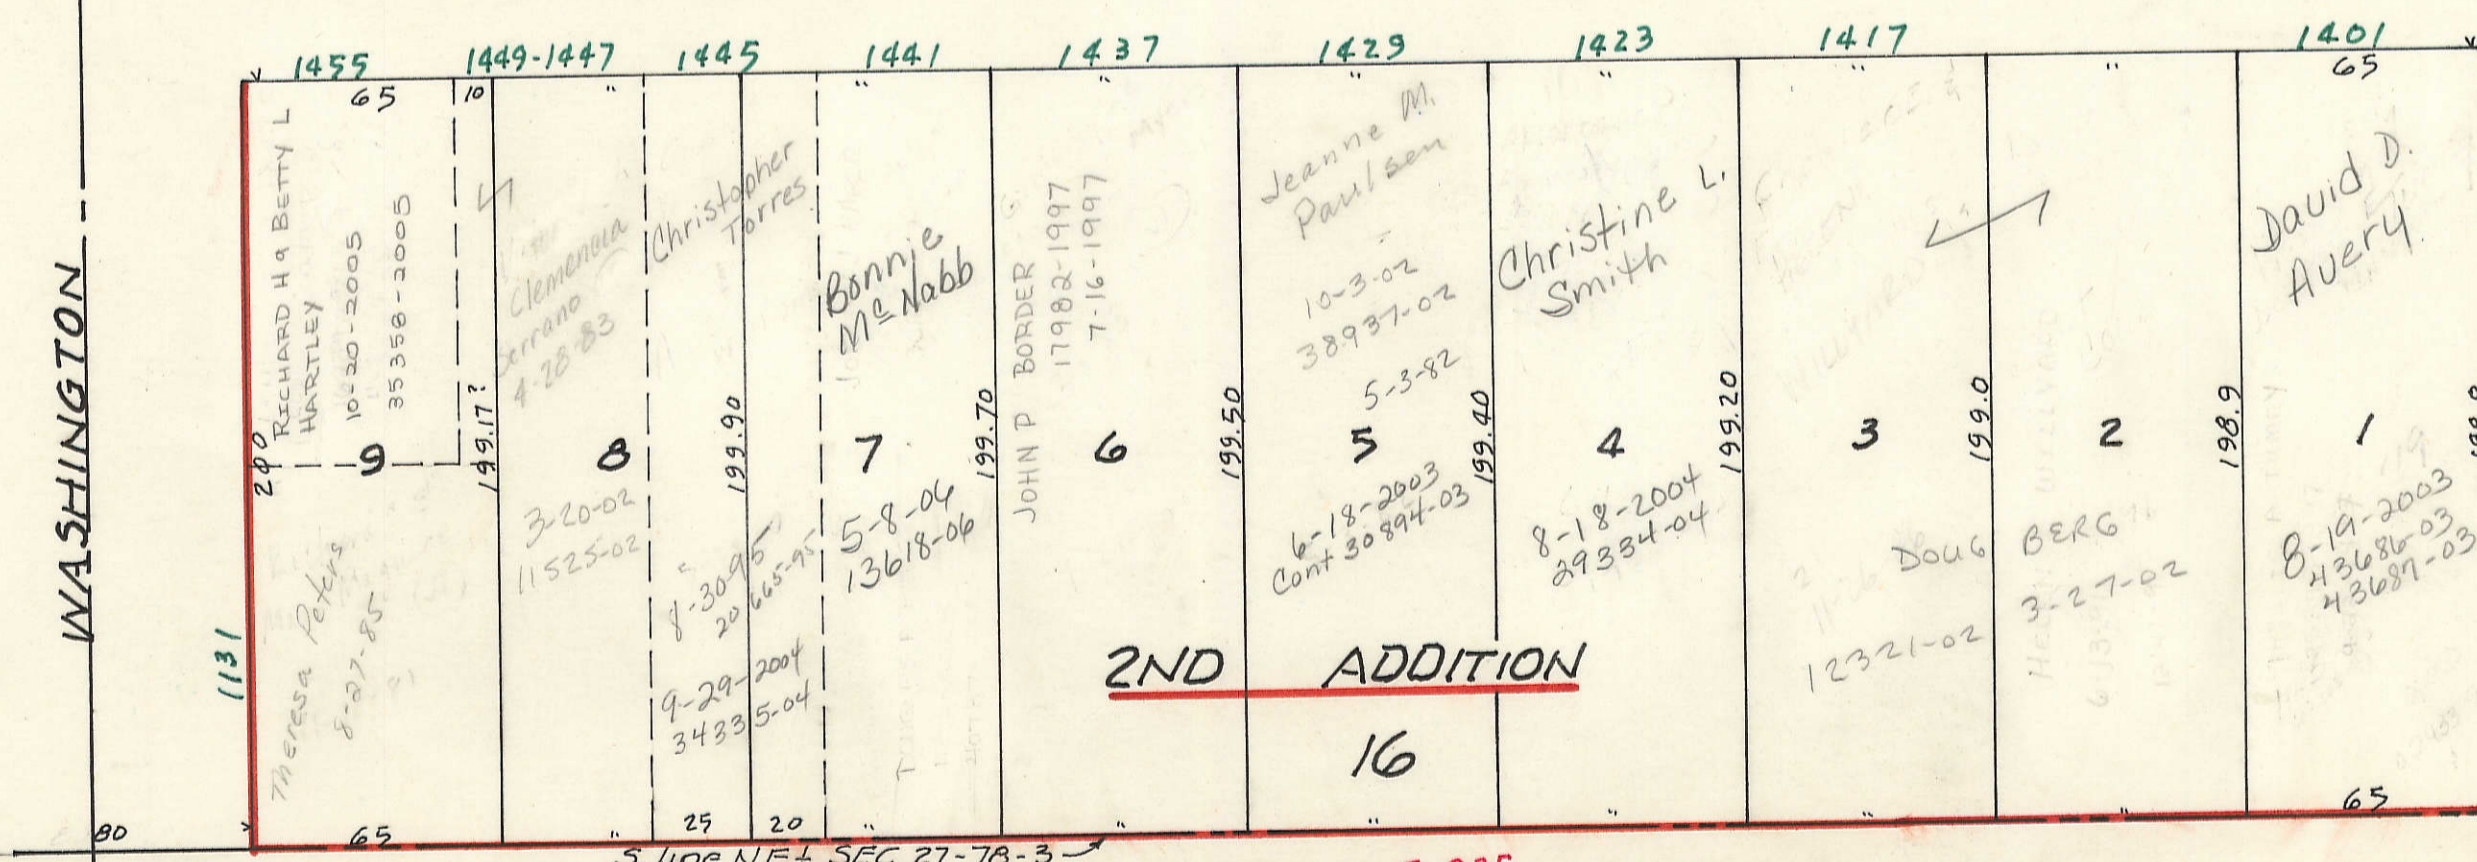 1455 1449-1447 1445 1441 1437 1429 1423 1417 1401
65 10 " " " " " " " 65
WASHINGTON
1131
80
RICHARD H & BETTY L
HARTLEY
10-20-2005
35358-2005
200
9
199.17?
Theresa Peters
8-27-85
65
Serrano
4-28-83
8
3-20-02
11525-02
"
Christopher
Torres
199.90
8-30-95
20665-95
9-29-2004
34335-04
25 20
Bonnie
Mc Nabb
7
199.70
5-8-06
13618-06
"
JOHN P BORDER
17982-1997
7-16-1997
6
199.50
"
Jeanne M.
Paulsen
10-3-02
38937-02
5-3-82
5
199.40
6-18-2003
Cont 30894-03
"
Christine L.
Smith
4
199.20
8-18-2004
29334-04
"
3
199.0
2
198.9
DOUG BERG
3-27-02
12321-02
" "
David D.
Avery
1
8-19-2003
43686-03
43687-03
65
2ND ADDITION
16
SEC 27-78-3